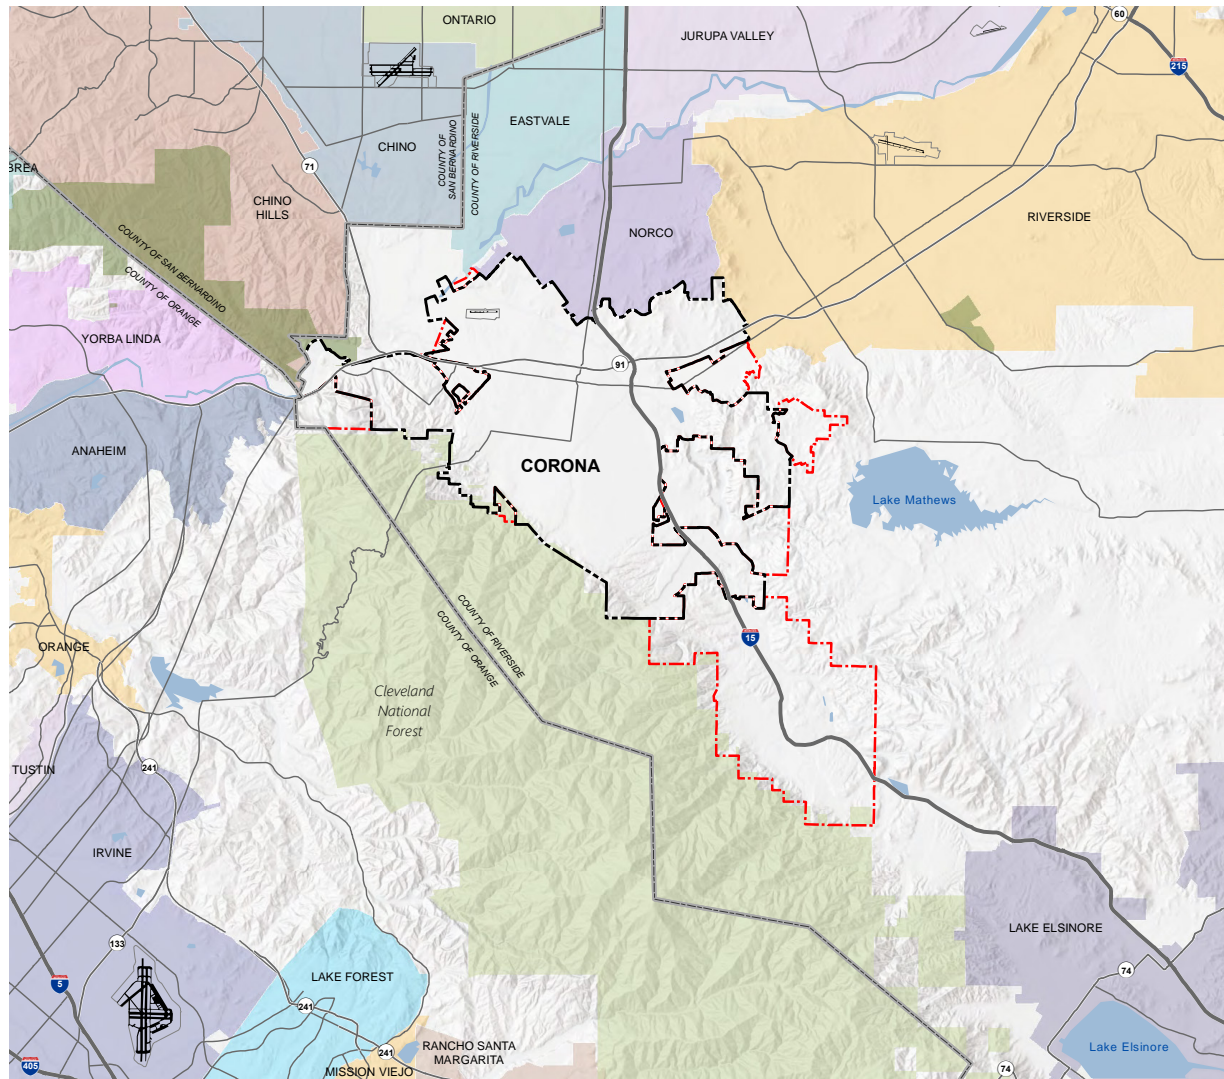 ONTARIO
60
JURUPA VALLEY
215
EASTVALE
CHINO
COUNTY OF
SAN BERNARDINO
COUNTY OF RIVERSIDE
71
BREA
CHINO
HILLS
RIVERSIDE
NORCO
COUNTY OF SAN BERNARDINO
COUNTY OF ORANGE
YORBA LINDA
91
ANAHEIM
CORONA
Lake Mathews
COUNTY OF RIVERSIDE
COUNTY OF ORANGE
15
ORANGE
Cleveland
National
Forest
241
TUSTIN
IRVINE
LAKE ELSINORE
133
74
LAKE FOREST
5
241
RANCHO SANTA
MARGARITA
241
Lake Elsinore
405
MISSION VIEJO
74